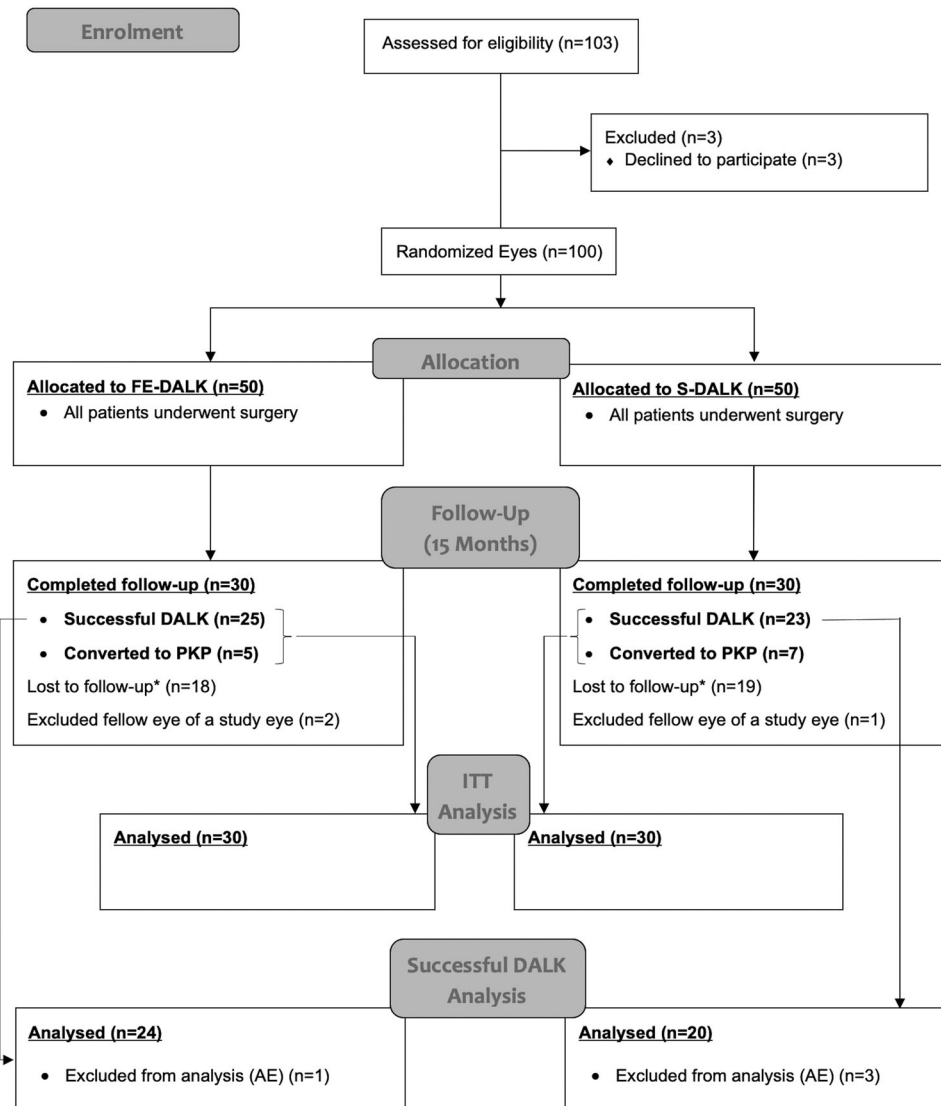 Enrolment
Assessed for eligibility (n=103)
Excluded (n=3)
♦ Declined to participate (n=3)
Randomized Eyes (n=100)
Allocation
Allocated to FE-DALK (n=50)
• All patients underwent surgery
Allocated to S-DALK (n=50)
• All patients underwent surgery
Follow-Up
(15 Months)
Completed follow-up (n=30)
• Successful DALK (n=25)
• Converted to PKP (n=5)
Lost to follow-up* (n=18)
Excluded fellow eye of a study eye (n=2)
Completed follow-up (n=30)
• Successful DALK (n=23)
• Converted to PKP (n=7)
Lost to follow-up* (n=19)
Excluded fellow eye of a study eye (n=1)
ITT
Analysis
Analysed (n=30)
Analysed (n=30)
Successful DALK
Analysis
Analysed (n=24)
• Excluded from analysis (AE) (n=1)
Analysed (n=20)
• Excluded from analysis (AE) (n=3)